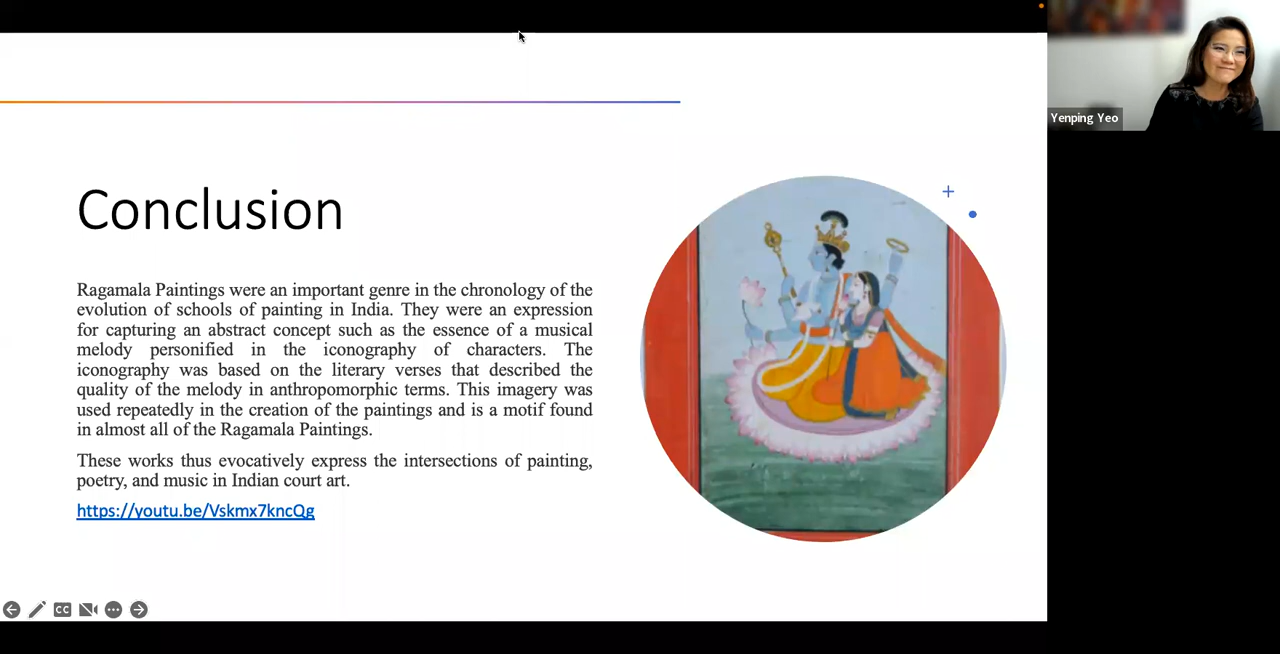 Conclusion
Ragamala Paintings were an important genre in the chronology of the
evolution of schools of painting in India. They were an expression
for capturing an abstract concept such as the essence of a musical
melody personified in the iconography of characters. The
iconography was based on the literary verses that described the
quality of the melody in anthropomorphic terms. This imagery was
used repeatedly in the creation of the paintings and is a motif found
in almost all of the Ragamala Paintings.
These works thus evocatively express the intersections of painting,
poetry, and music in Indian court art.
https://youtu.be/Vskmx7kncQg
CC
Yenping Yeo